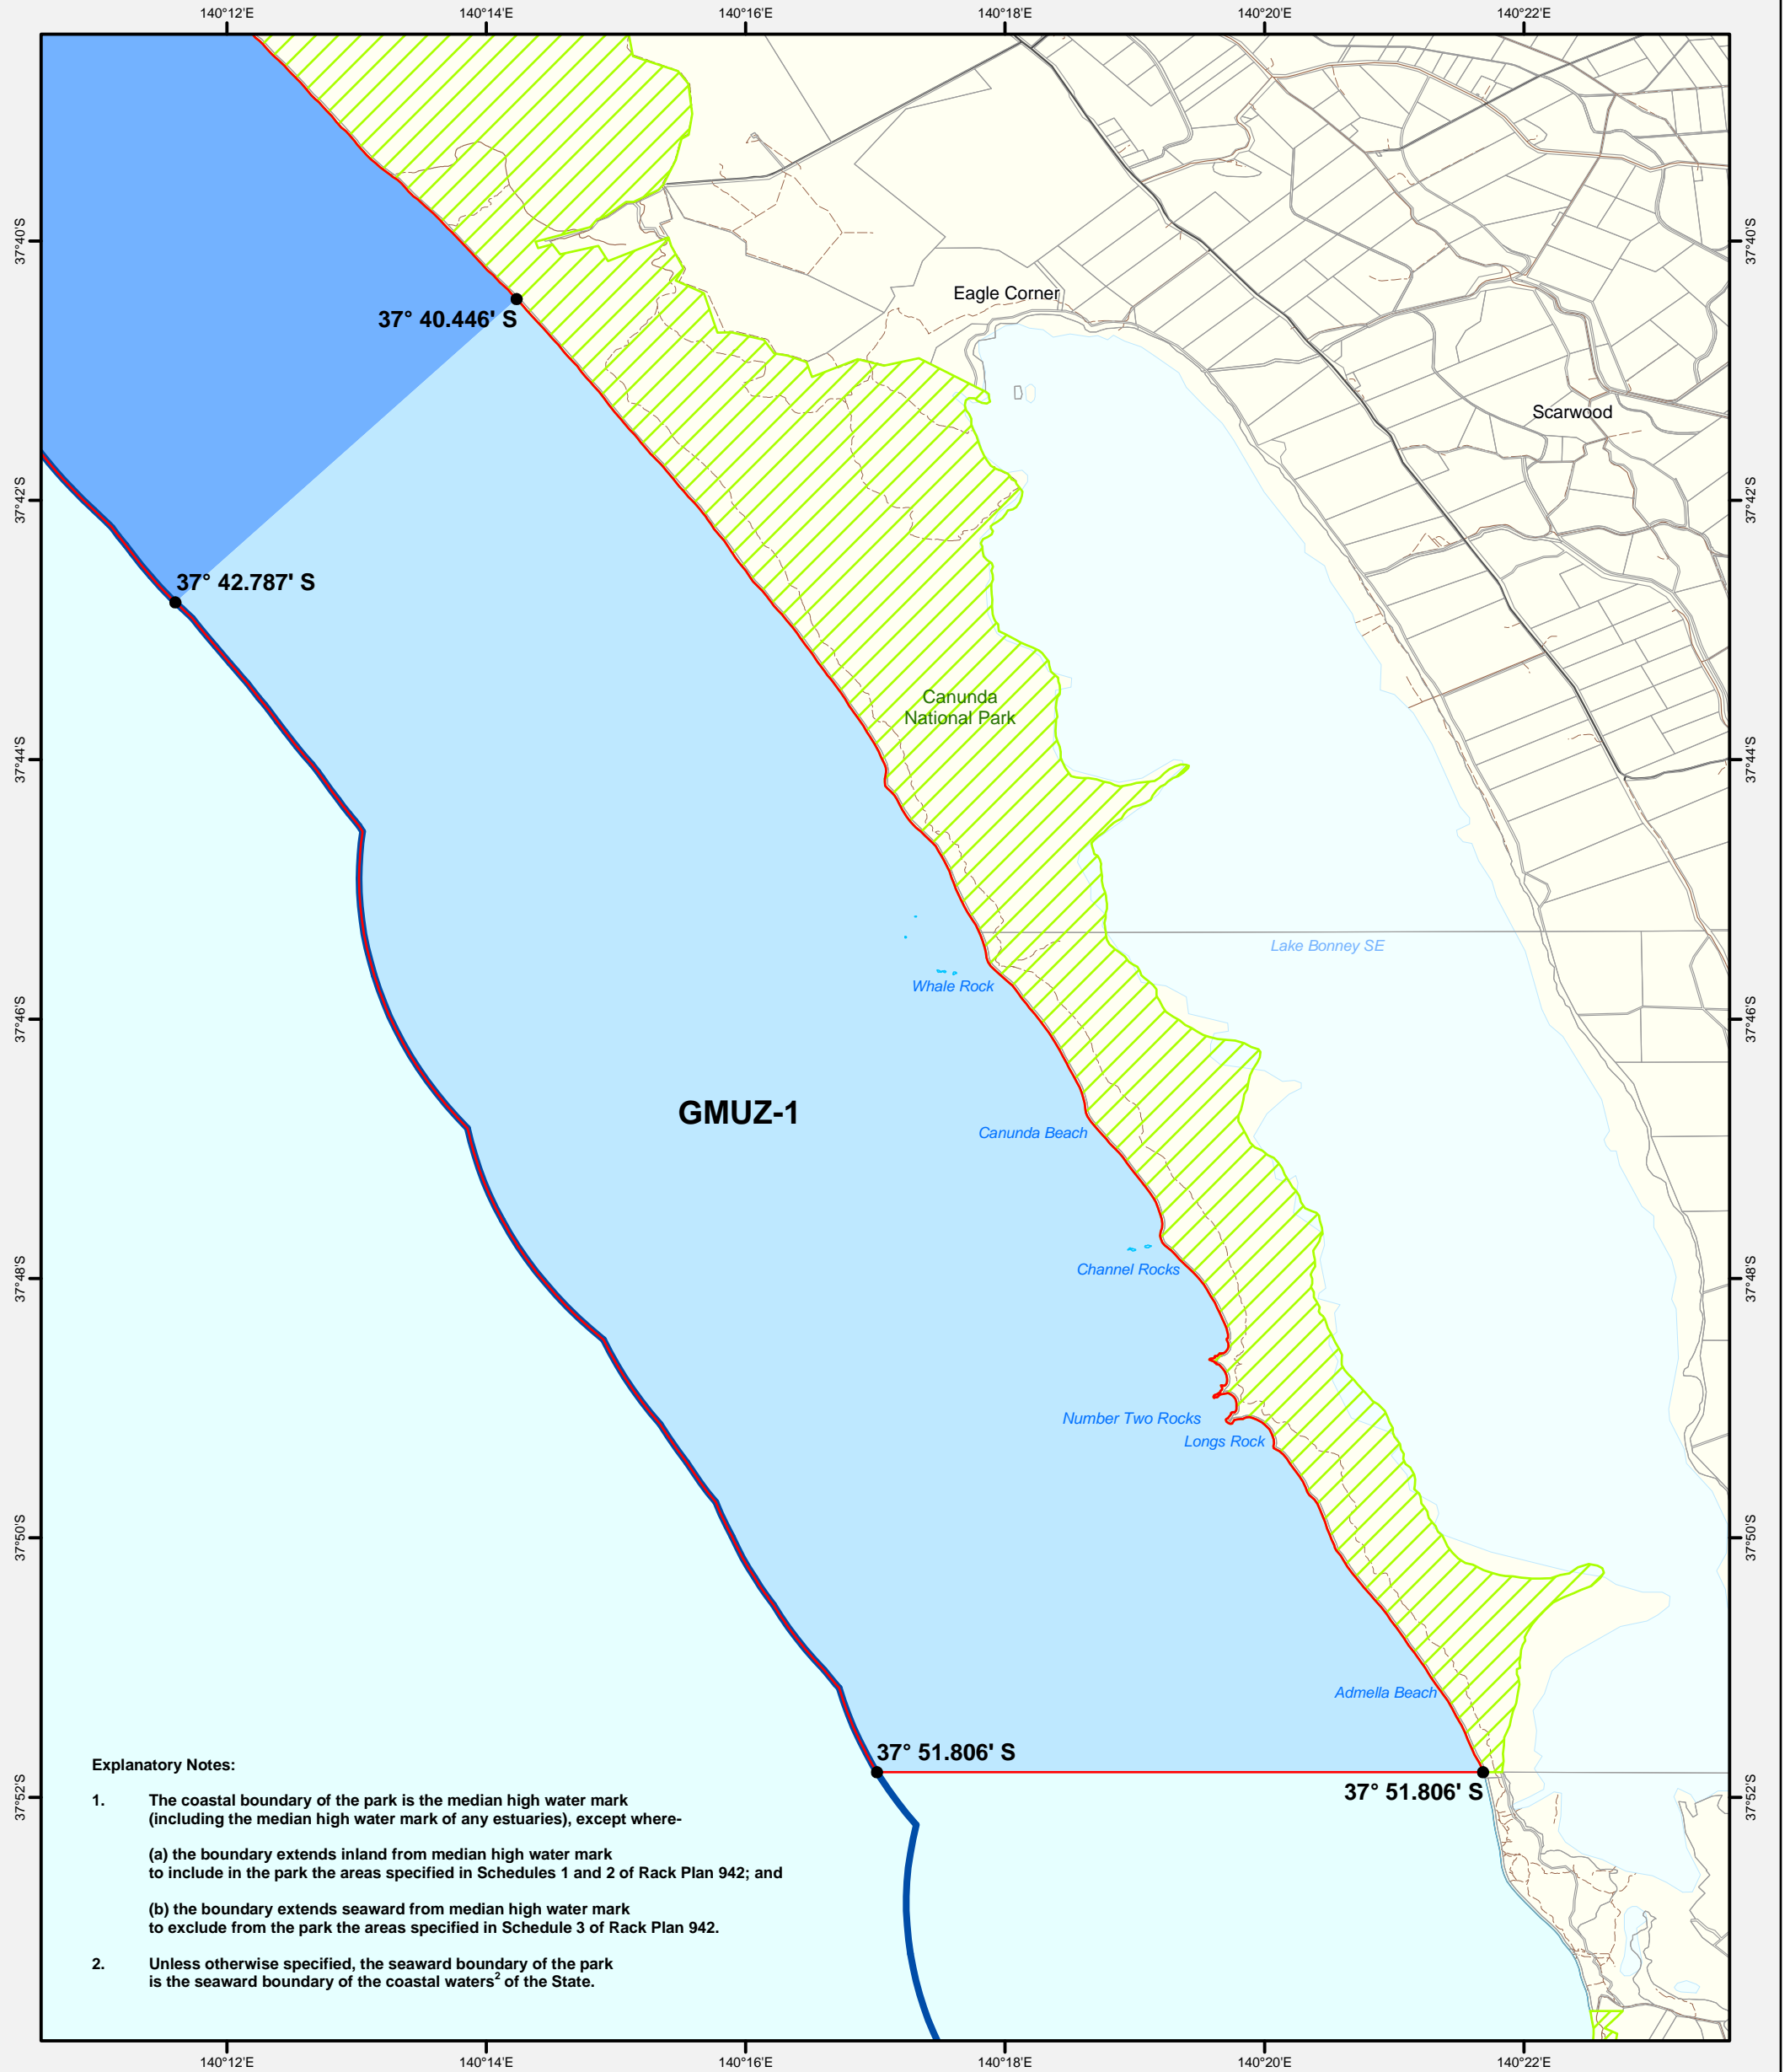 140°12'E 140°14'E 140°16'E 140°18'E 140°20'E 140°22'E
37°40'S 37°40'S
Eagle Corner
37° 40.446' S
Scarwood
37°42'S 37°42'S
37° 42.787' S
Canunda
National Park
37°44'S 37°44'S
Lake Bonney SE
Whale Rock
37°46'S 37°46'S
GMUZ-1
Canunda Beach
Channel Rocks
37°48'S 37°48'S
Number Two Rocks
Longs Rock
37°50'S 37°50'S
Admella Beach
37° 51.806' S
37° 51.806' S
37°52'S 37°52'S
Explanatory Notes:
1. The coastal boundary of the park is the median high water mark
(including the median high water mark of any estuaries), except where-
(a) the boundary extends inland from median high water mark
to include in the park the areas specified in Schedules 1 and 2 of Rack Plan 942; and
(b) the boundary extends seaward from median high water mark
to exclude from the park the areas specified in Schedule 3 of Rack Plan 942.
2. Unless otherwise specified, the seaward boundary of the park
is the seaward boundary of the coastal waters² of the State.
140°12'E 140°14'E 140°16'E 140°18'E 140°20'E 140°22'E